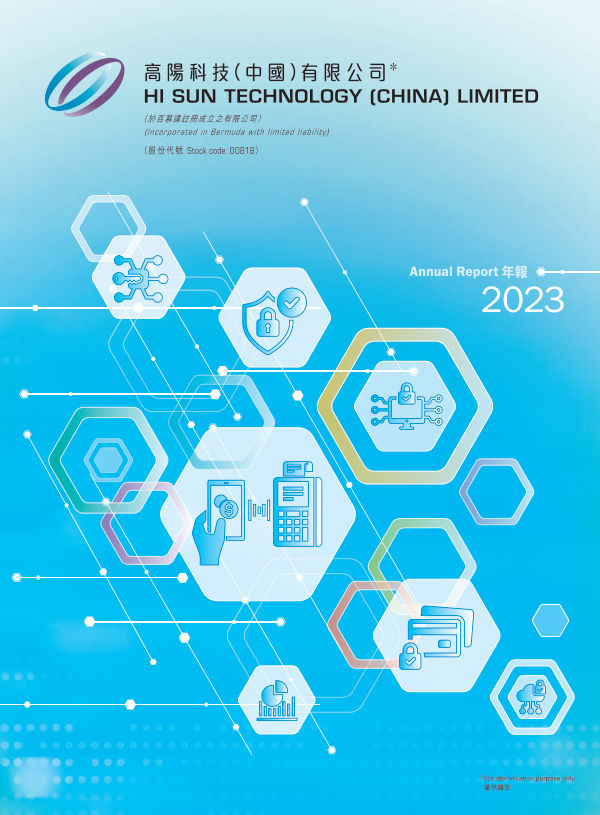 高陽科技(中國)有限公司*
HI SUN TECHNOLOGY (CHINA) LIMITED
(於百慕達註冊成立之有限公司)
(Incorporated in Bermuda with limited liability)
(股份代號 Stock code: 00818)
Annual Report 年報
2023
* For identification purpose only
僅供識別